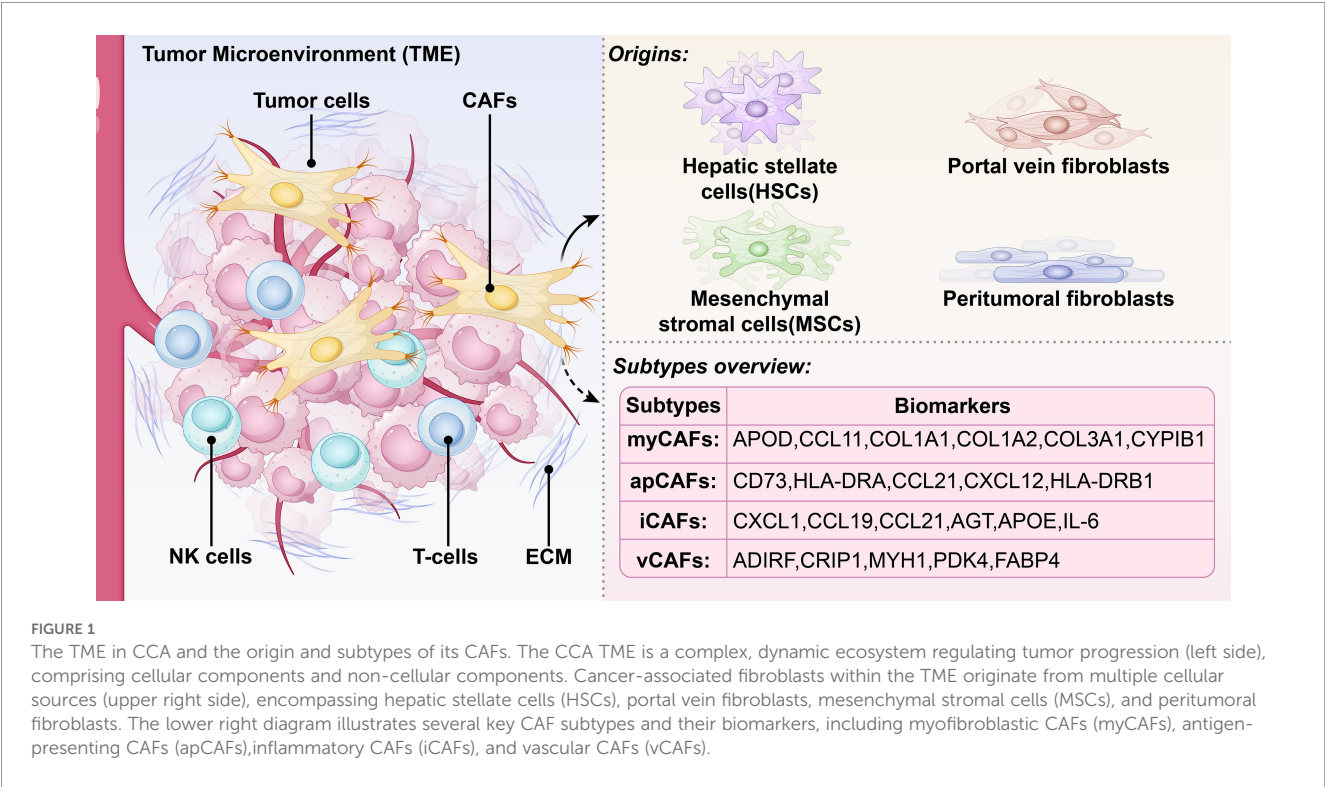 Tumor Microenvironment (TME)
Tumor cells
CAFs
NK cells
T-cells
ECM
Origins:
Hepatic stellate
cells(HSCs)
Portal vein fibroblasts
Mesenchymal
stromal cells(MSCs)
Peritumoral fibroblasts
Subtypes overview:
Subtypes Biomarkers
myCAFs: APOD,CCL11,COL1A1,COL1A2,COL3A1,CYPIB1
apCAFs: CD73,HLA-DRA,CCL21,CXCL12,HLA-DRB1
iCAFs: CXCL1,CCL19,CCL21,AGT,APOE,IL-6
vCAFs: ADIRF,CRIP1,MYH1,PDK4,FABP4
FIGURE 1
The TME in CCA and the origin and subtypes of its CAFs. The CCA TME is a complex, dynamic ecosystem regulating tumor progression (left side),
comprising cellular components and non-cellular components. Cancer-associated fibroblasts within the TME originate from multiple cellular
sources (upper right side), encompassing hepatic stellate cells (HSCs), portal vein fibroblasts, mesenchymal stromal cells (MSCs), and peritumoral
fibroblasts. The lower right diagram illustrates several key CAF subtypes and their biomarkers, including myofibroblastic CAFs (myCAFs), antigen-
presenting CAFs (apCAFs),inflammatory CAFs (iCAFs), and vascular CAFs (vCAFs).